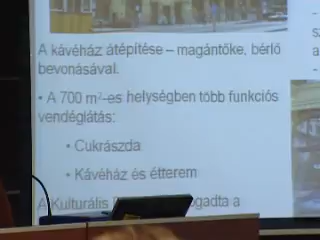 A kávéház átépítése – magántőke, bérlő
bevonásával.
• A 700 m²-es helységben több funkciós
vendéglátás:
• Cukrászda
• Kávéház és étterem
A Kulturális